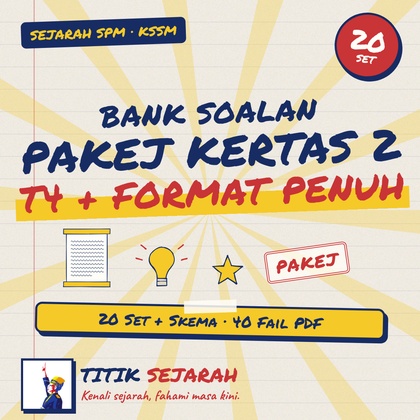 SEJARAH SPM · KSSM
20
SET
BANK SOALAN
PAKEJ KERTAS 2
T4 + FORMAT PENUH
PAKEJ
20 SET + SKEMA · 40 FAIL PDF
TITIK SEJARAH
Kenali sejarah, fahami masa kini.